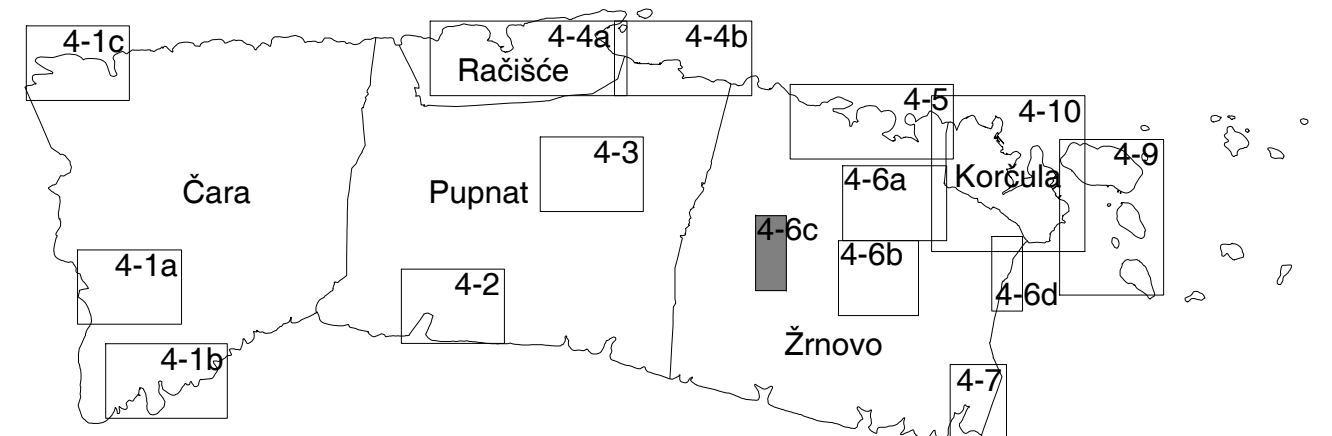 4-1c
4-4a
4-4b
Račišće
4-5
4-10
4-3
4-9
Čara
Pupnat
4-6a
Korčula
4-6c
4-6b
4-1a
4-2
4-6d
Žrnovo
4-1b
4-7